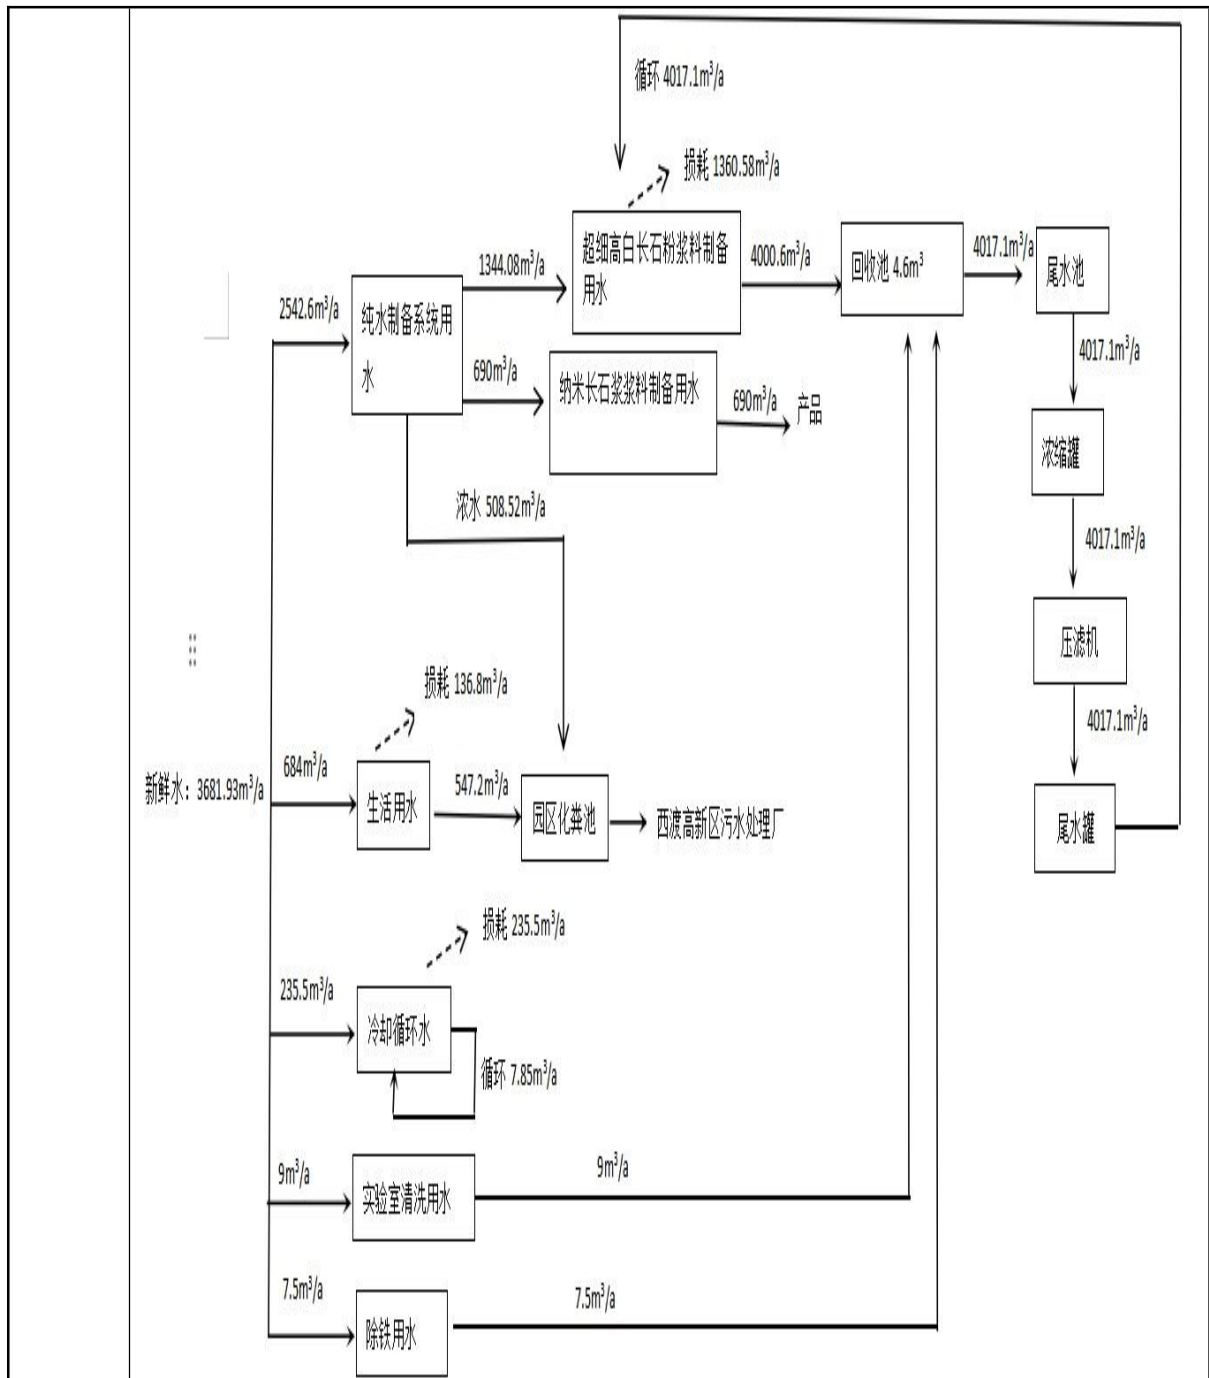 循环 4017.1m³/a
损耗 1360.58m³/a
超细高白长石粉浆料制备
用水
1344.08m³/a
4000.6m³/a
回收池 4.6m³
4017.1m³/a
尾水池
2542.6m³/a
纯水制备系统用
水
690m³/a
纳米长石浆浆料制备用水
690m³/a
产品
4017.1m³/a
浓缩罐
浓水 508.52m³/a
4017.1m³/a
压滤机
4017.1m³/a
尾水罐
损耗 136.8m³/a
新鲜水：3681.93m³/a
684m³/a
生活用水
547.2m³/a
园区化粪池
西渡高新区污水处理厂
损耗 235.5m³/a
235.5m³/a
冷却循环水
循环 7.85m³/a
9m³/a
实验室清洗用水
9m³/a
7.5m³/a
除铁用水
7.5m³/a